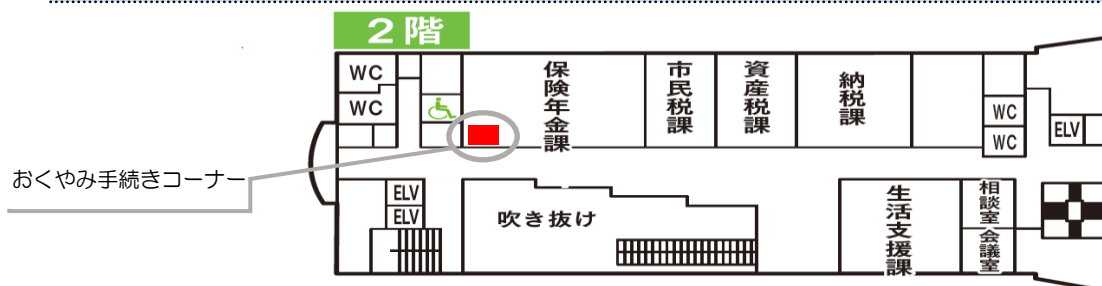 ２階
WC
WC
保険年金課
市民税課
資産税課
納税課
WC
WC
ELV
おくやみ手続きコーナー
ELV
ELV
吹き抜け
生活支援課
相談室
会議室